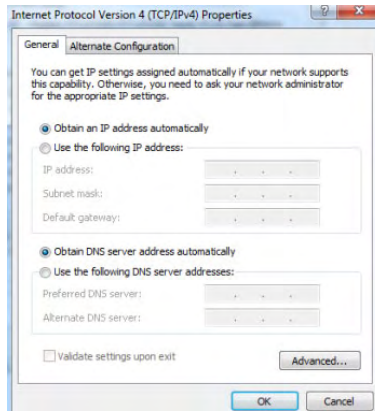 Internet Protocol Version 4 (TCP/IPv4) Properties
?
General
Alternate Configuration
You can get IP settings assigned automatically if your network supports
this capability. Otherwise, you need to ask your network administrator
for the appropriate IP settings.
Obtain an IP address automatically
Use the following IP address:
IP address:
. . .
Subnet mask:
. . .
Default gateway:
. . .
Obtain DNS server address automatically
Use the following DNS server addresses:
Preferred DNS server:
. . .
Alternate DNS server:
. . .
Validate settings upon exit
Advanced...
OK
Cancel